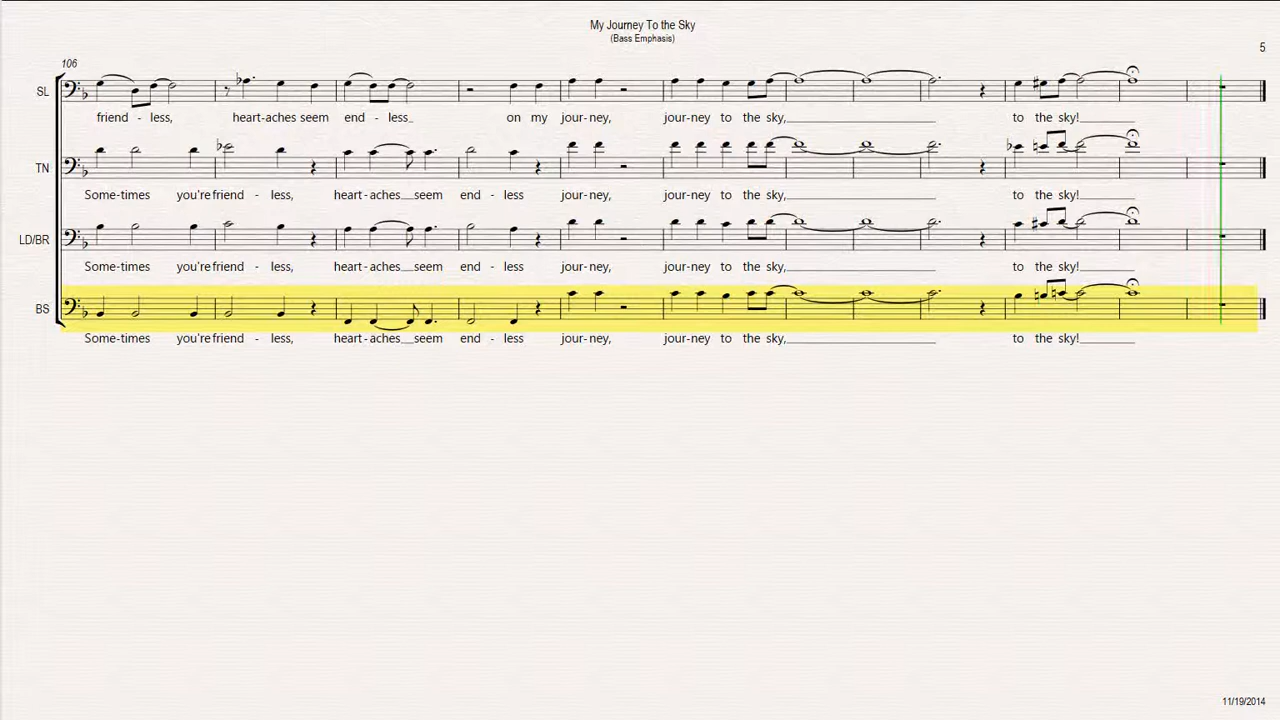 My Journey To the Sky
(Bass Emphasis)
5
106
SL
friend - less, heart-aches seem end - less_ on my jour-ney, jour-ney to the sky,_ to the sky!_
TN
Some-times you're friend - less, heart-aches_seem end - less jour-ney, jour-ney to the sky,_ to the sky!_
LD/BR
Some-times you're friend - less, heart-aches_seem end - less jour-ney, jour-ney to the sky,_ to the sky!_
BS
Some-times you're friend - less, heart-aches_seem end - less jour-ney, jour-ney to the sky,_ to the sky!_
11/19/2014